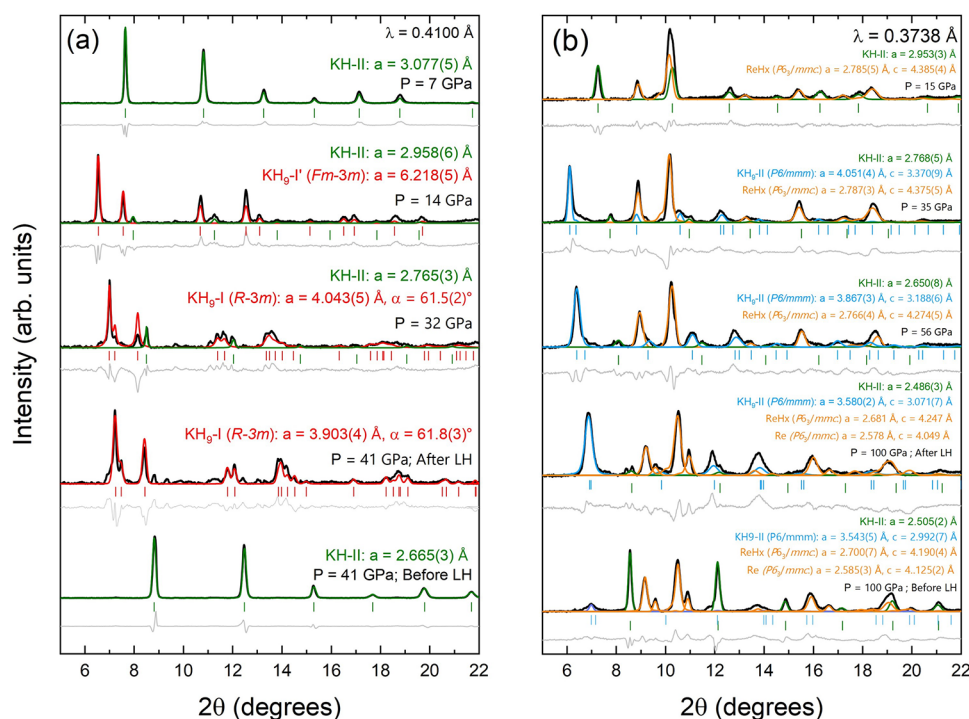 (a)
λ = 0.4100 Å
KH-II: a = 3.077(5) Å
P = 7 GPa
KH-II: a = 2.958(6) Å
KH₉-I' (Fm-3m): a = 6.218(5) Å
P = 14 GPa
KH-II: a = 2.765(3) Å
KH₉-I (R-3m): a = 4.043(5) Å, α = 61.5(2)°
P = 32 GPa
KH₉-I (R-3m): a = 3.903(4) Å, α = 61.8(3)°
P = 41 GPa; After LH
KH-II: a = 2.665(3) Å
P = 41 GPa; Before LH
6 8 10 12 14 16 18 20 22
2θ (degrees)
Intensity (arb. units)
(b)
λ = 0.3738 Å
KH-II: a = 2.953(3) Å
ReHx (P6₃/mmc): a = 2.785(5) Å, c = 4.385(4) Å
P = 15 GPa
KH-II: a = 2.768(5) Å
KH₉-II (P6/mmm): a = 4.051(4) Å, c = 3.370(9) Å
ReHx (P6₃/mmc): a = 2.787(3) Å, c = 4.375(5) Å
P = 35 GPa
KH-II: a = 2.650(8) Å
KH₉-II (P6/mmm): a = 3.867(3) Å, c = 3.188(6) Å
ReHx (P6₃/mmc): a = 2.766(4) Å, c = 4.274(5) Å
P = 56 GPa
KH-II: a = 2.486(3) Å
KH₉-II (P6/mmm): a = 3.580(2) Å, c = 3.071(7) Å
ReHx (P6₃/mmc) a = 2.681 Å, c = 4.247 Å
Re (P6₃/mmc): a = 2.578 Å, c = 4.049 Å
P = 100 GPa; After LH
KH-II: a = 2.505(2) Å
KH9-II (P6/mmm): a = 3.543(5) Å, c = 2.992(7) Å
ReHx (P6₃/mmc) a = 2.700(7) Å, c = 4.190(4) Å
Re (P6₃/mmc): a = 2.585(3) Å, c = 4..125(2) Å
P = 100 GPa ; Before LH
6 8 10 12 14 16 18 20 22
2θ (degrees)